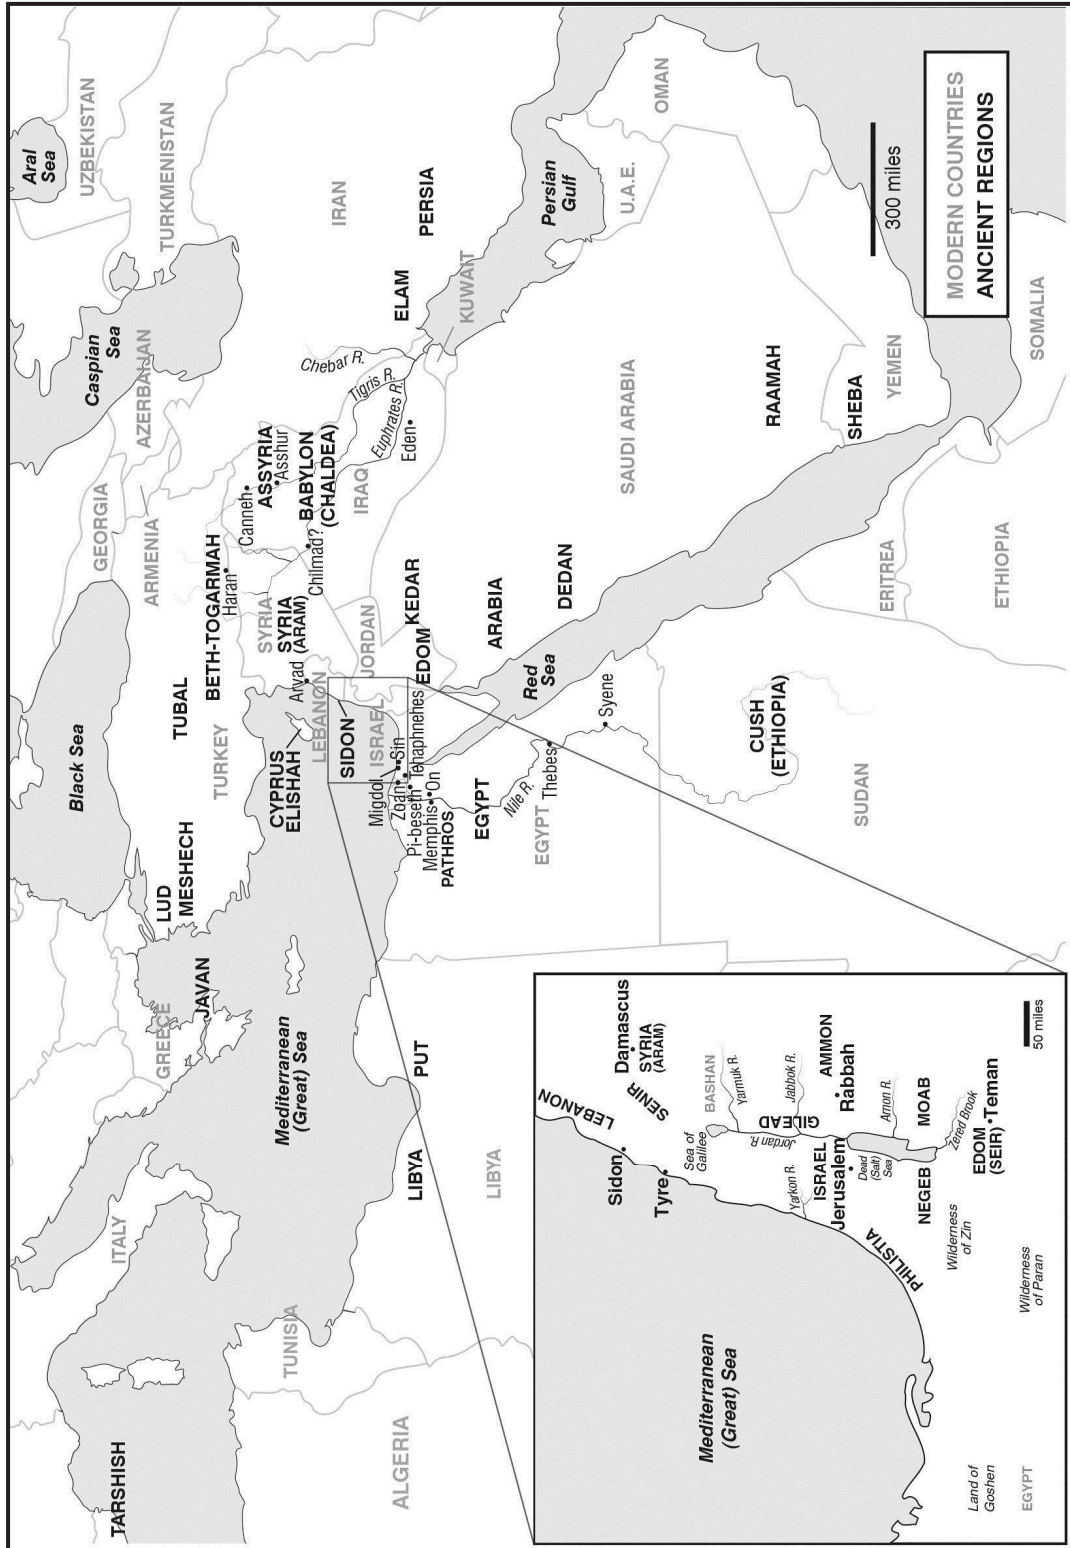 TARSHISH
ITALY
GREECE
JAVAN
LUD
MESHECH
Black Sea
TUBAL
TURKEY
BETH-TOGARMAH
Haran
GEORGIA
ARMENIA
AZERBAIJAN
Caspian
Sea
Aral
Sea
UZBEKISTAN
TURKMENISTAN
ALGERIA
TUNISIA
Mediterranean
(Great) Sea
CYPRUS
ELISHAH
LEBANON
Arvad
SYRIA
SYRIA
(ARAM)
Canneh
ASSYRIA
Asshur
Chilmad?
BABYLON
(CHALDEA)
IRAQ
Chebar R.
Tigris R.
Euphrates R.
Eden
IRAN
PERSIA
ELAM
KUWAIT
LIBYA
LIBYA
PUT
SIDON
ISRAEL
JORDAN
EDOM
KEDAR
Migdol
Sin
Zoan
Tehaphnehes
Pi-beseth
On
Memphis
PATHROS
EGYPT
EGYPT
Nile R.
Thebes
Syene
Red
Sea
ARABIA
DEDAN
SAUDI ARABIA
Persian
Gulf
U.A.E.
OMAN
RAAMAH
SHEBA
YEMEN
CUSH
(ETHIOPIA)
SUDAN
ERITREA
ETHIOPIA
SOMALIA
300 miles
MODERN COUNTRIES
ANCIENT REGIONS
Mediterranean
(Great) Sea
LEBANON
Damascus
SYRIA
(ARAM)
SENIR
Sidon
Tyre
BASHAN
Sea of
Galilee
Yarmuk R.
Jordan R.
GILEAD
Jabbok R.
Yarkon R.
ISRAEL
Jerusalem
AMMON
Rabbah
Dead
(Salt)
Sea
Arnon R.
MOAB
PHILISTIA
NEGEB
Zered Brook
EDOM
(SEIR)
Teman
Wilderness
of Zin
Wilderness
of Paran
Land of
Goshen
EGYPT
50 miles